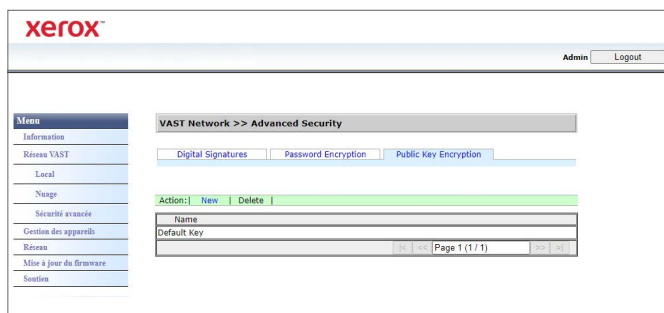 xerox™
Admin Logout
Menu
Information
Réseau VAST
Local
Nuage
Sécurité avancée
Gestion des appareils
Réseau
Mise à jour du firmware
Soutien
VAST Network >> Advanced Security
Digital Signatures Password Encryption Public Key Encryption
Action:| New | Delete |
Name
Default Key
|< << Page 1 (1 / 1) >> >|